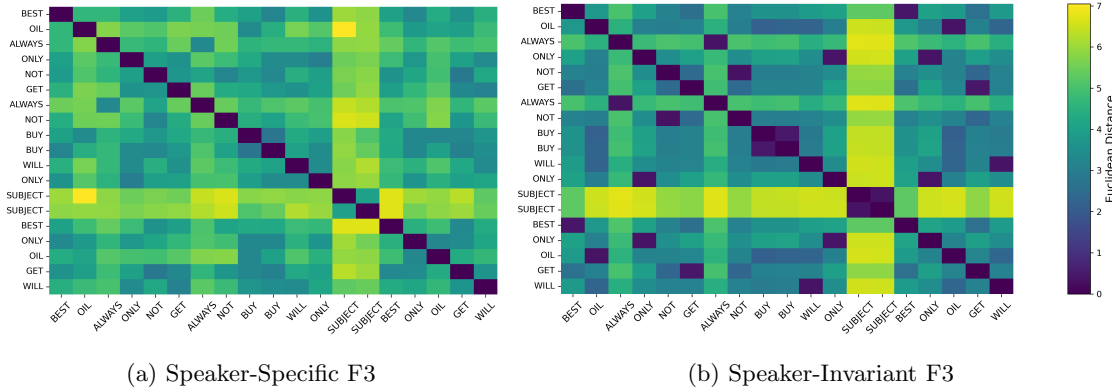 BEST
OIL
ALWAYS
ONLY
NOT
GET
ALWAYS
NOT
BUY
BUY
WILL
ONLY
SUBJECT
SUBJECT
BEST
ONLY
OIL
GET
WILL
BEST OIL ALWAYS ONLY NOT GET ALWAYS NOT BUY BUY WILL ONLY SUBJECT SUBJECT BEST ONLY OIL GET WILL
(a) Speaker-Specific F3
BEST
OIL
ALWAYS
ONLY
NOT
GET
ALWAYS
NOT
BUY
BUY
WILL
ONLY
SUBJECT
SUBJECT
BEST
ONLY
OIL
GET
WILL
BEST OIL ALWAYS ONLY NOT GET ALWAYS NOT BUY BUY WILL ONLY SUBJECT SUBJECT BEST ONLY OIL GET WILL
(b) Speaker-Invariant F3
7
6
5
4
3
2
1
0
Euclidean Distance